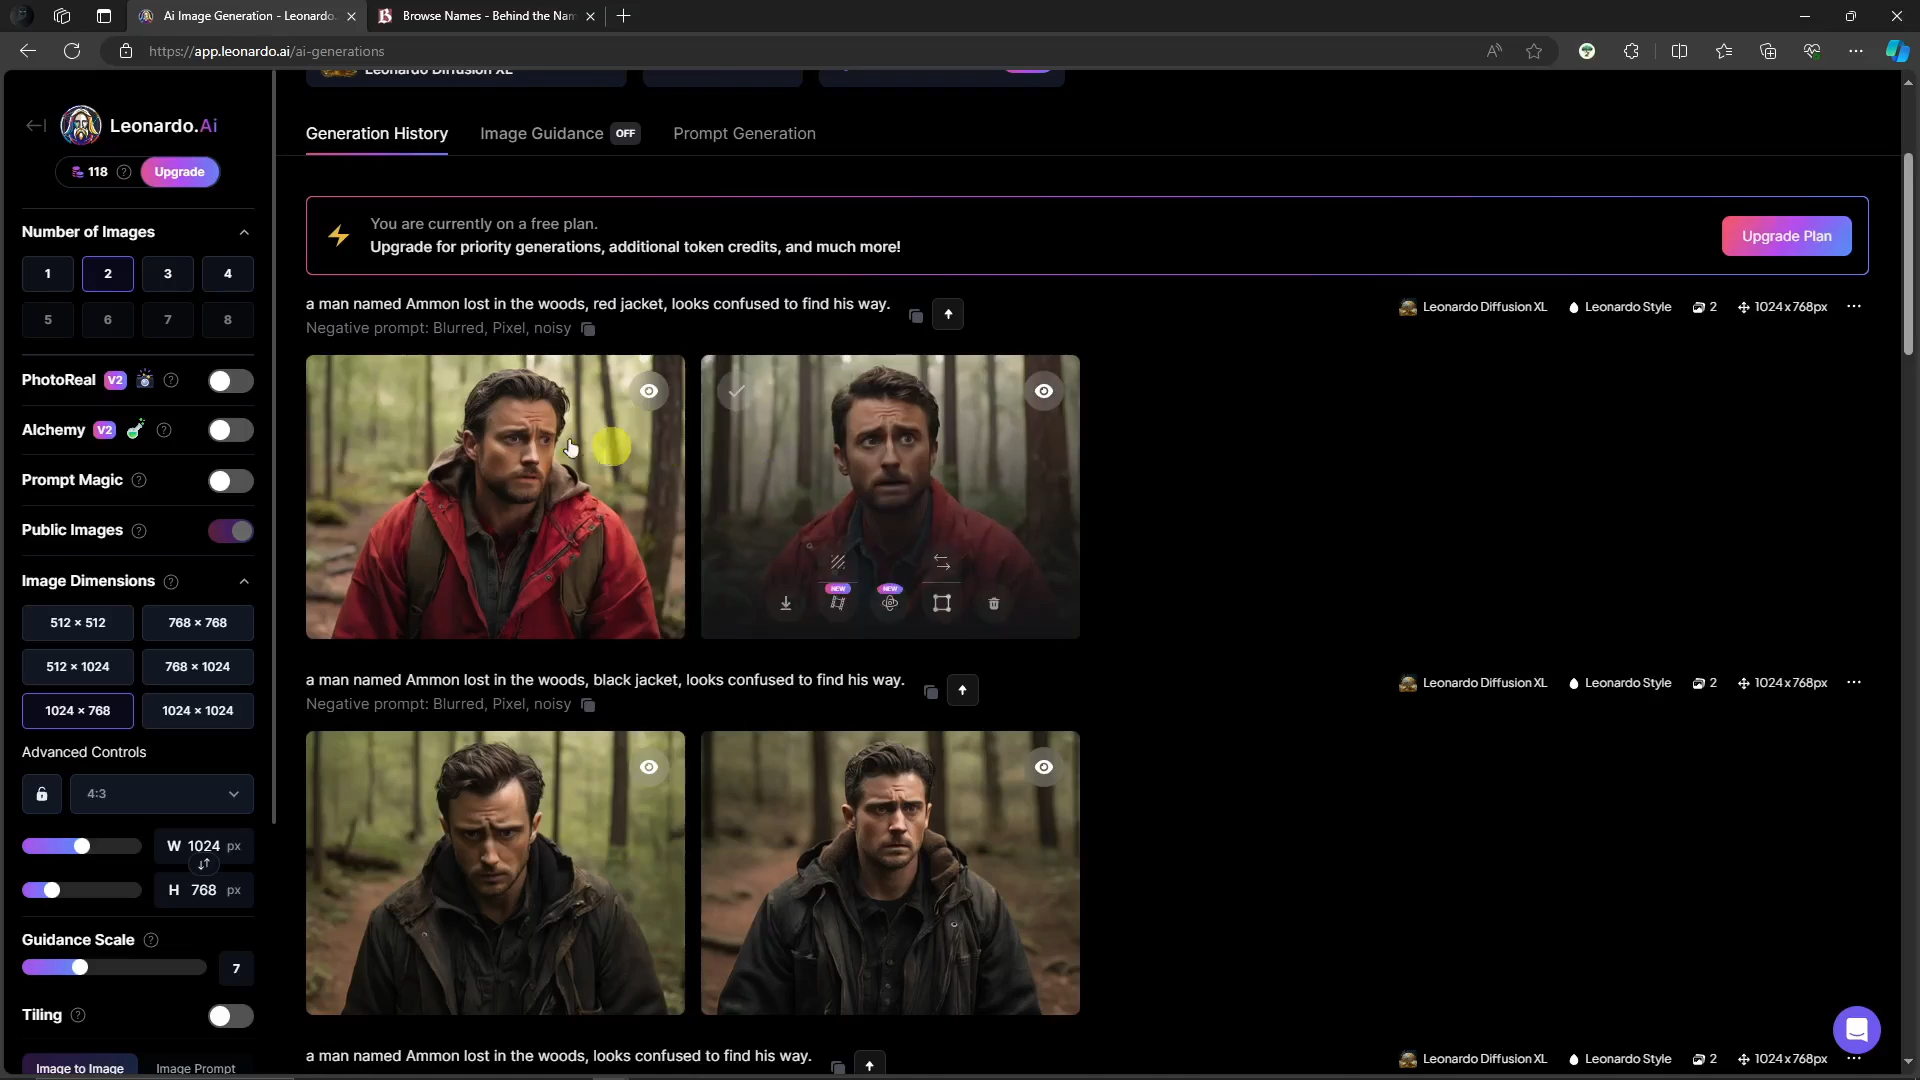 Ai Image Generation - Leonardo.
Browse Names - Behind the Nam
https://app.leonardo.ai/ai-generations
Leonardo Diffusion XL
Leonardo.Ai
118
Upgrade
Generation History
Image Guidance OFF
Prompt Generation
You are currently on a free plan.
Upgrade for priority generations, additional token credits, and much more!
Upgrade Plan
Number of Images
1 2 3 4
5 6 7 8
PhotoReal V2
Alchemy V2
Prompt Magic
Public Images
Image Dimensions
512 × 512
768 × 768
512 × 1024
768 × 1024
1024 × 768
1024 × 1024
Advanced Controls
4:3
W 1024 px
H 768 px
Guidance Scale
7
Tiling
Image to Image
Image Prompt
a man named Ammon lost in the woods, red jacket, looks confused to find his way.
Negative prompt: Blurred, Pixel, noisy
Leonardo Diffusion XL
Leonardo Style
2
1024x768px
NEW
NEW
a man named Ammon lost in the woods, black jacket, looks confused to find his way.
Negative prompt: Blurred, Pixel, noisy
Leonardo Diffusion XL
Leonardo Style
2
1024x768px
a man named Ammon lost in the woods, looks confused to find his way.
Leonardo Diffusion XL
Leonardo Style
2
1024x768px